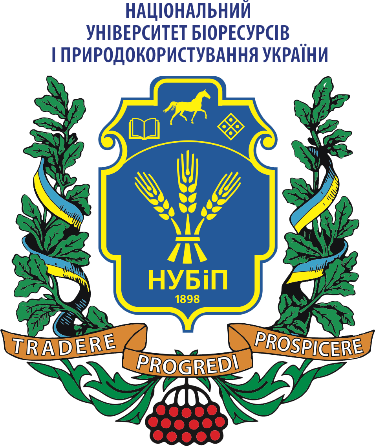 НАЦІОНАЛЬНИЙ
УНІВЕРСИТЕТ БІОРЕСУРСІВ
І ПРИРОДОКОРИСТУВАННЯ УКРАЇНИ
НУБіП
1898
TRADERE
PROGREDI
PROSPICERE